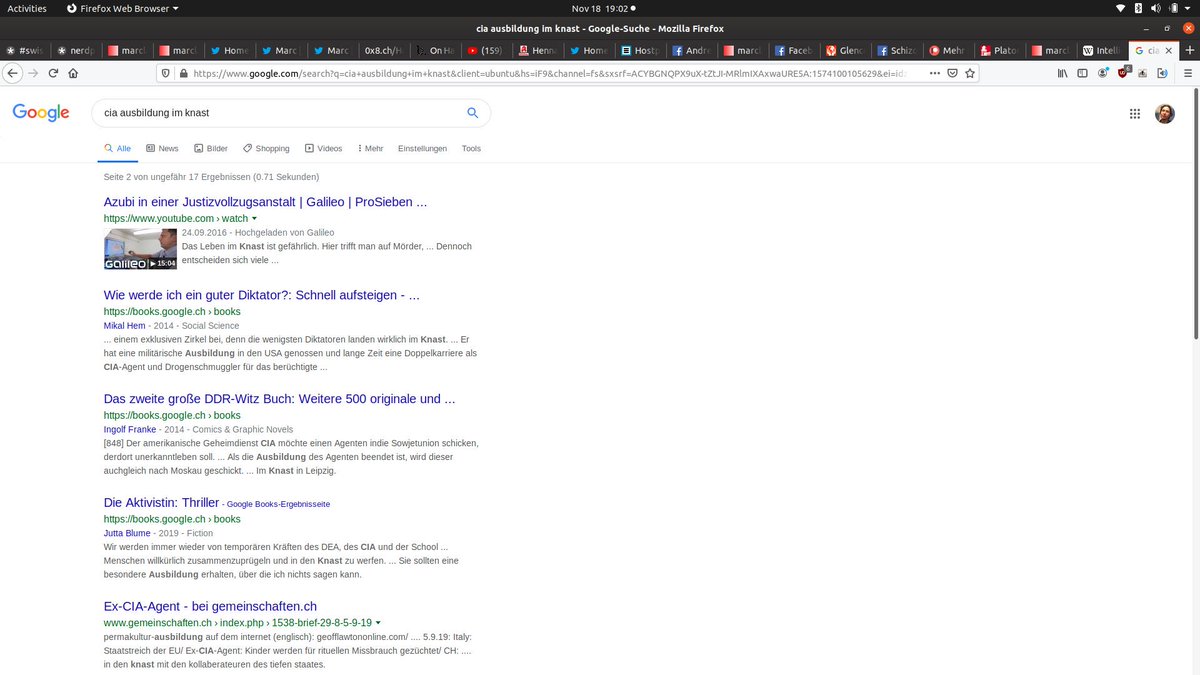 Activities
Firefox Web Browser
Nov 18 19:02
cia ausbildung im knast - Google-Suche - Mozilla Firefox
#swis
nerdp
marcl
marcl
Home
Marc
Marc
0x8.ch/H
On Ha
(159)
Henna
Home
Hostp
Andre
marcl
Faceb
Glenc
Schizo
Mehr
Plato
marcl
Intelli
cia
https://www.google.com/search?q=cia+ausbildung+im+knast&client=ubuntu&hs=iF9&channel=fs&sxsrf=ACYBGNQPX9uX-tZtJI-MRlmIXAxwaURE5A:1574100105629&ei=id
Google
cia ausbildung im knast
Alle
News
Bilder
Shopping
Videos
Mehr
Einstellungen
Tools
Seite 2 von ungefähr 17 Ergebnissen (0.71 Sekunden)
Azubi in einer Justizvollzugsanstalt | Galileo | ProSieben ...
https://www.youtube.com › watch
24.09.2016 - Hochgeladen von Galileo
Das Leben im Knast ist gefährlich. Hier trifft man auf Mörder, ... Dennoch
entscheiden sich viele ...
Galileo
15:04
Wie werde ich ein guter Diktator?: Schnell aufsteigen - ...
https://books.google.ch › books
Mikal Hem - 2014 - Social Science
... einem exklusiven Zirkel bei, denn die wenigsten Diktatoren landen wirklich im Knast. ... Er
hat eine militärische Ausbildung in den USA genossen und lange Zeit eine Doppelkarriere als
CIA-Agent und Drogenschmuggler für das berüchtigte ...
Das zweite große DDR-Witz Buch: Weitere 500 originale und ...
https://books.google.ch › books
Ingolf Franke - 2014 - Comics & Graphic Novels
[848] Der amerikanische Geheimdienst CIA möchte einen Agenten indie Sowjetunion schicken,
derdort unerkanntleben soll. ... Als die Ausbildung des Agenten beendet ist, wird dieser
auchgleich nach Moskau geschickt. ... Im Knast in Leipzig.
Die Aktivistin: Thriller - Google Books-Ergebnisseite
https://books.google.ch › books
Jutta Blume - 2019 - Fiction
Wir werden immer wieder von temporären Kräften des DEA, des CIA und der School ...
Menschen willkürlich zusammenzuprügeln und in den Knast zu werfen. ... Sie sollten eine
besondere Ausbildung erhalten, über die ich nichts sagen kann.
Ex-CIA-Agent - bei gemeinschaften.ch
www.gemeinschaften.ch › index.php › 1538-brief-29-8-5-9-19
permakultur-ausbildung auf dem internet (englisch): geofflawtononline.com/ .... 5.9.19: Italy:
Staatstreich der EU/ Ex-CIA-Agent: Kinder werden für rituellen Missbrauch gezüchtet/ CH: ....
in den knast mit den kollaborateuren des tiefen staates.